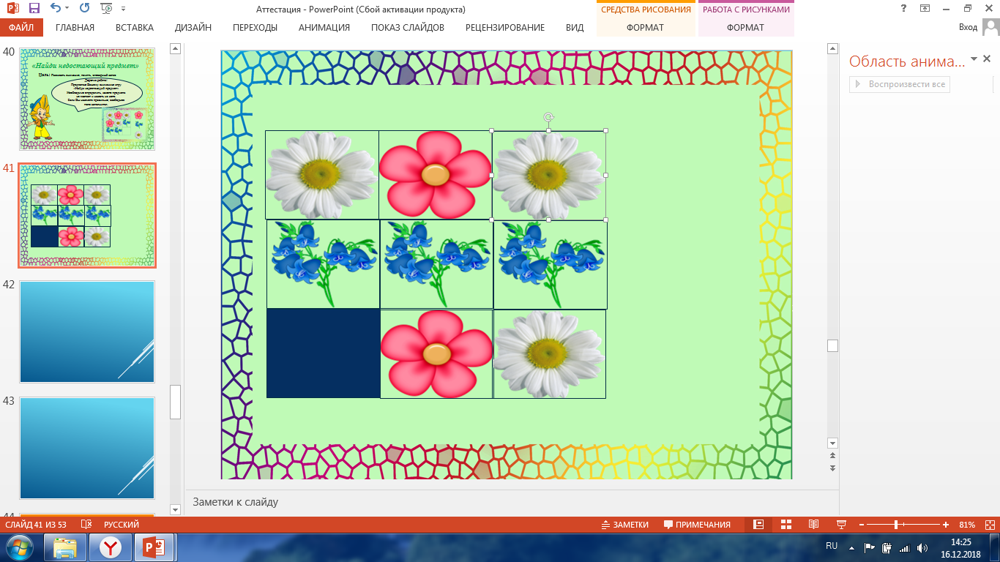 Аттестация - PowerPoint (Сбой активации продукта)
СРЕДСТВА РИСОВАНИЯ
РАБОТА С РИСУНКАМИ
ФАЙЛ ГЛАВНАЯ ВСТАВКА ДИЗАЙН ПЕРЕХОДЫ АНИМАЦИЯ ПОКАЗ СЛАЙДОВ РЕЦЕНЗИРОВАНИЕ ВИД ФОРМАТ ФОРМАТ Вход
40
«Найди недостающий предмет»
41
42
43
44
Область анима...
Воспроизвести все
Заметки к слайду
СЛАЙД 41 ИЗ 53 РУССКИЙ ЗАМЕТКИ ПРИМЕЧАНИЯ 81%
RU
14:25
16.12.2018